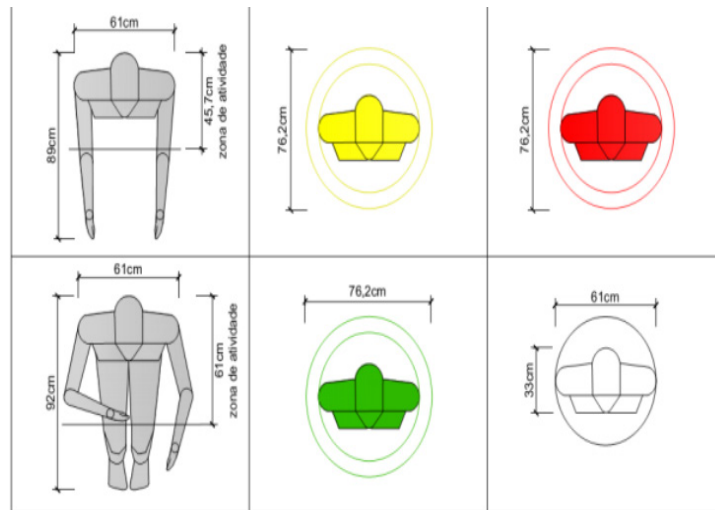 61cm
89cm
45,7cm
zona de atividade
76,2cm
76,2cm
61cm
92cm
61cm
zona de atividade
76,2cm
61cm
33cm